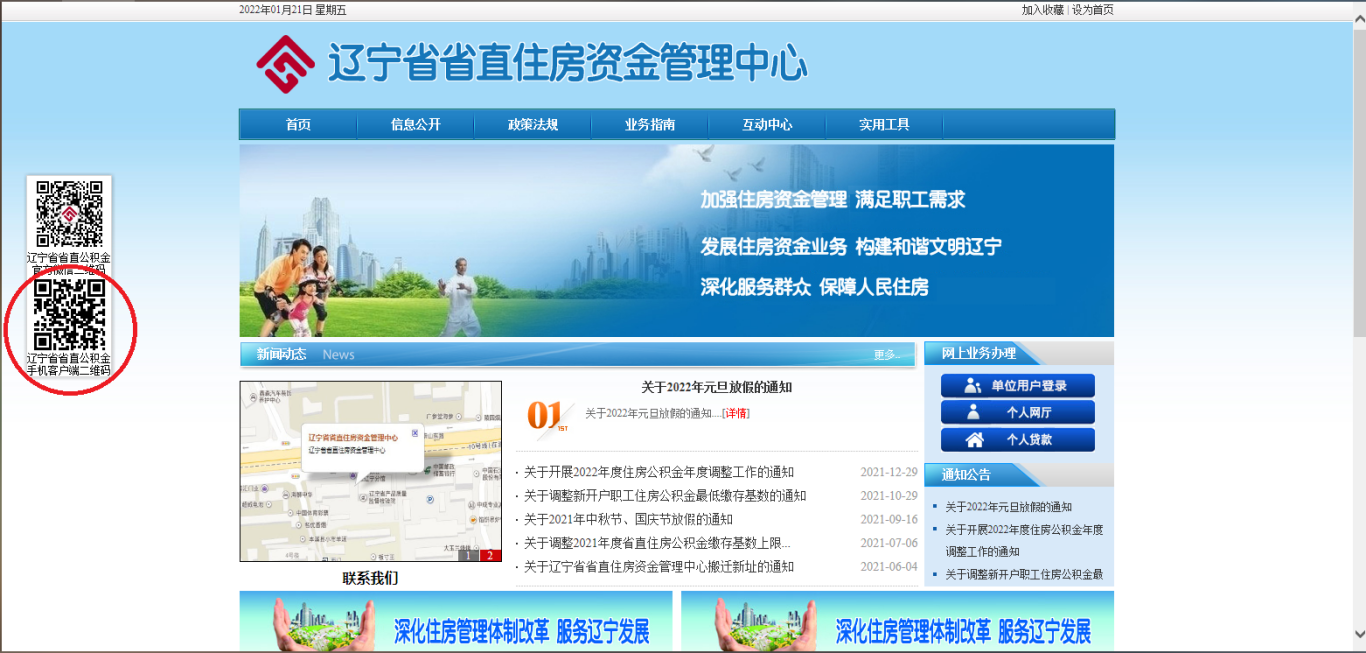 2022年01月21日 星期五
加入收藏 | 设为首页
辽宁省省直住房资金管理中心
首页
信息公开
政策法规
业务指南
互动中心
实用工具
辽宁省省直公积金
官方微信二维码
辽宁省省直公积金
手机客户端二维码
加强住房资金管理 满足职工需求
发展住房资金业务 构建和谐文明辽宁
深化服务群众 保障人民住房
新闻动态 News
更多...
辽宁省省直住房资金管理中心
辽宁省省直住房资金管理中心
1 2
联系我们
关于2022年元旦放假的通知
01 1ST
关于2022年元旦放假的通知....[详情]
· 关于开展2022年度住房公积金年度调整工作的通知 2021-12-29
· 关于调整新开户职工住房公积金最低缴存基数的通知 2021-10-29
· 关于2021年中秋节、国庆节放假的通知 2021-09-16
· 关于调整2021年度省直住房公积金缴存基数上限... 2021-07-06
· 关于辽宁省省直住房资金管理中心搬迁新址的通知 2021-06-04
网上业务办理
单位用户登录
个人网厅
个人贷款
通知公告
关于2022年元旦放假的通知
关于开展2022年度住房公积金年度
调整工作的通知
关于调整新开户职工住房公积金最
深化住房管理体制改革 服务辽宁发展
深化住房管理体制改革 服务辽宁发展